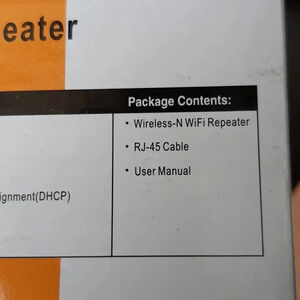 eater
Package Contents:
• Wireless-N WiFi Repeater
• RJ-45 Cable
• User Manual
ignment(DHCP)